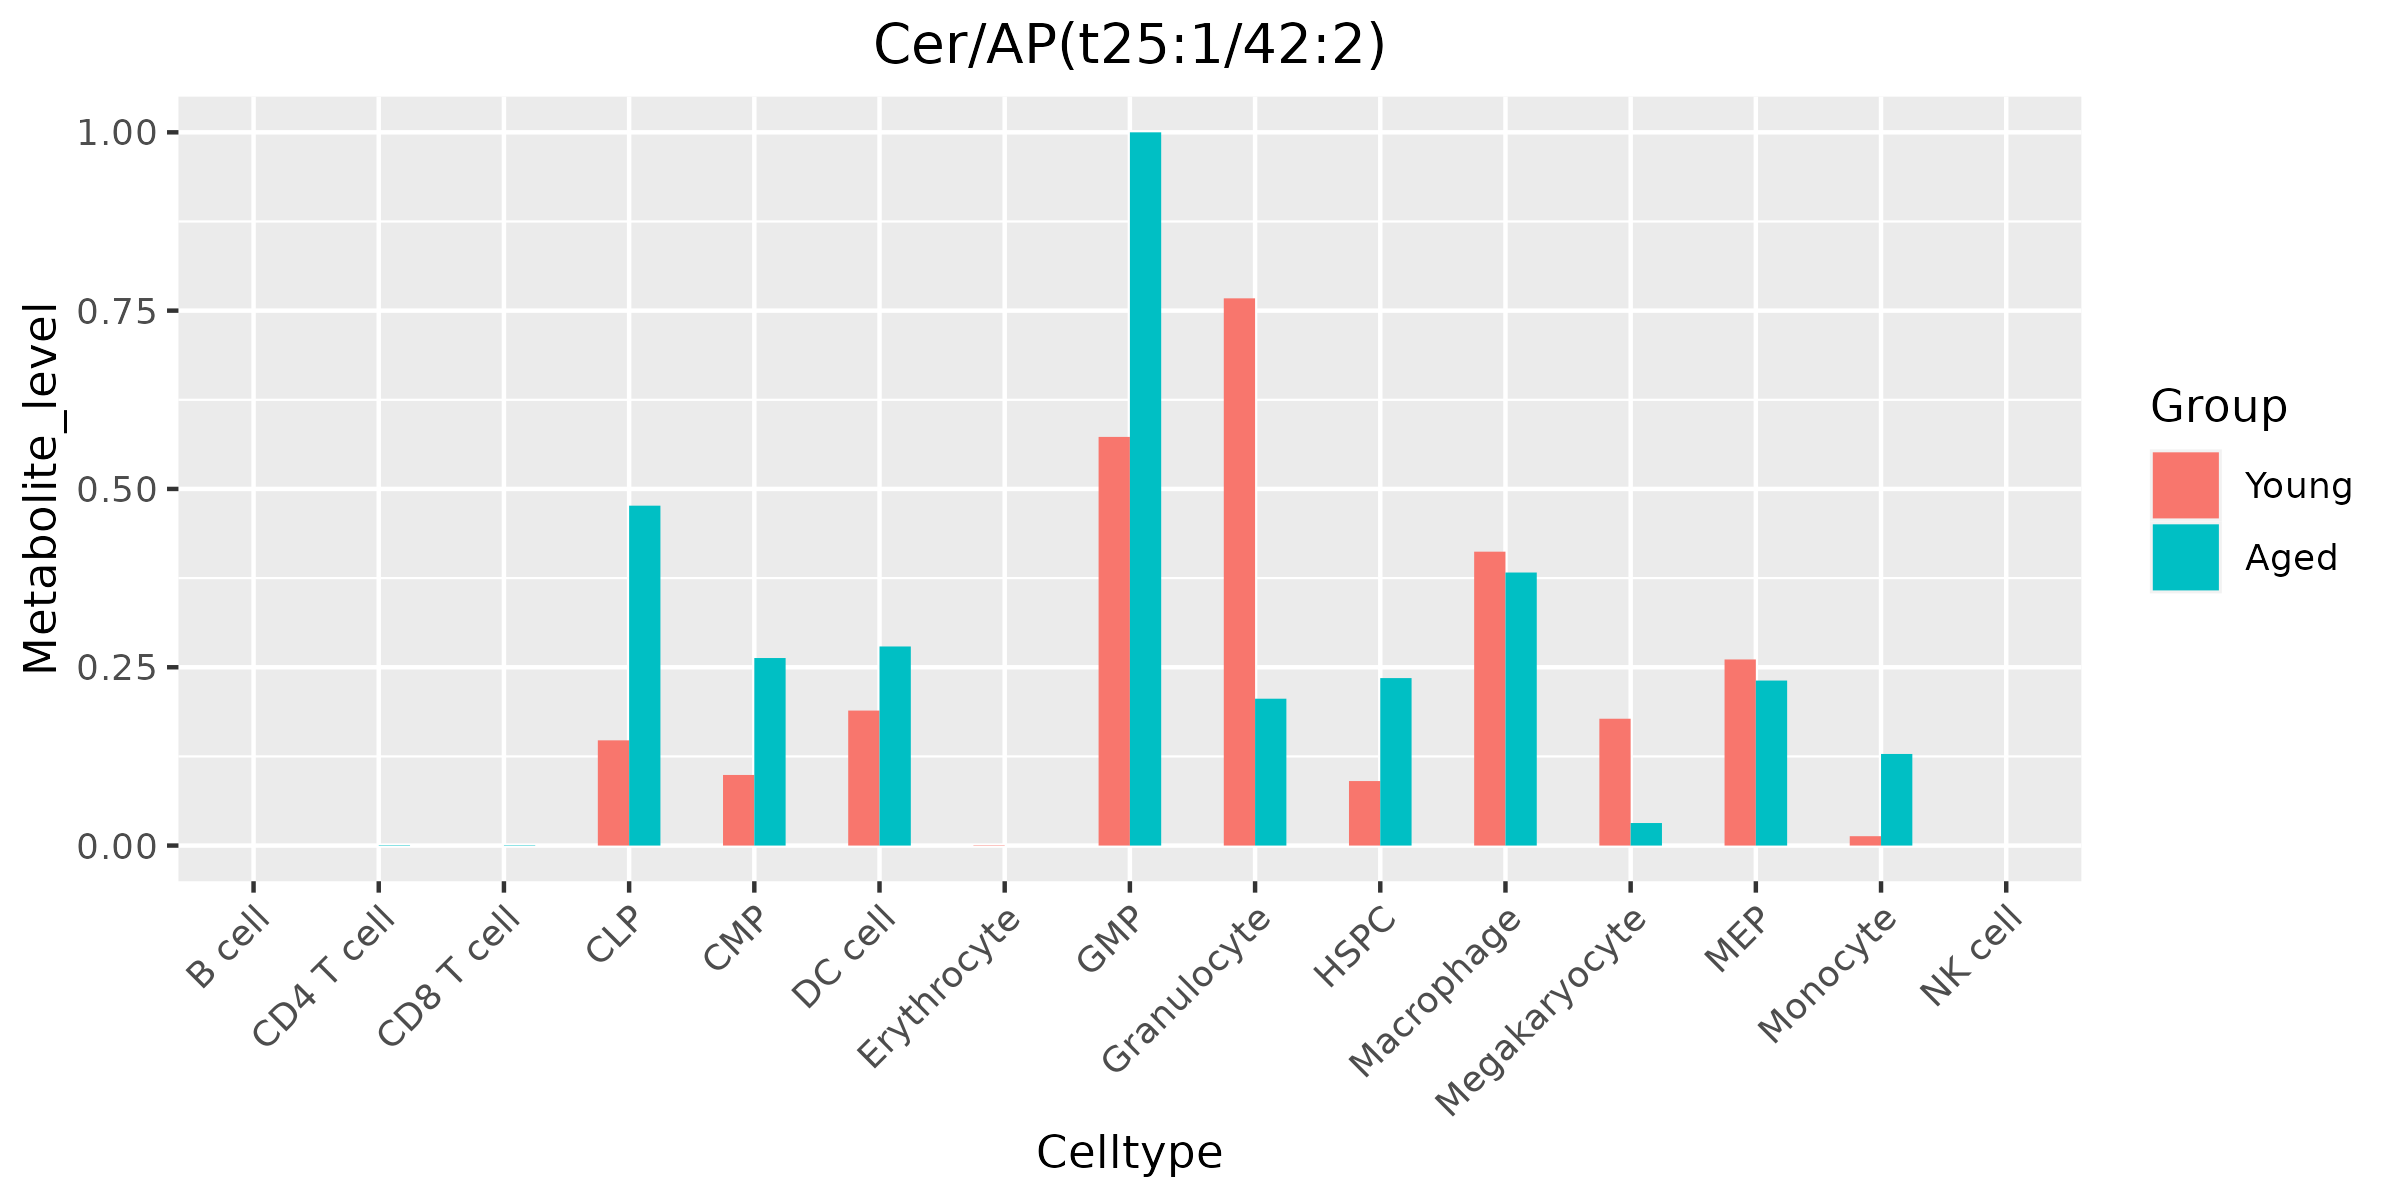 Cer/AP(t25:1/42:2)
Metabolite_level
1.00
0.75
0.50
0.25
0.00
B cell
CD4 T cell
CD8 T cell
CLP
CMP
DC cell
Erythrocyte
GMP
Granulocyte
HSPC
Macrophage
Megakaryocyte
MEP
Monocyte
NK cell
Celltype
Group
Young
Aged